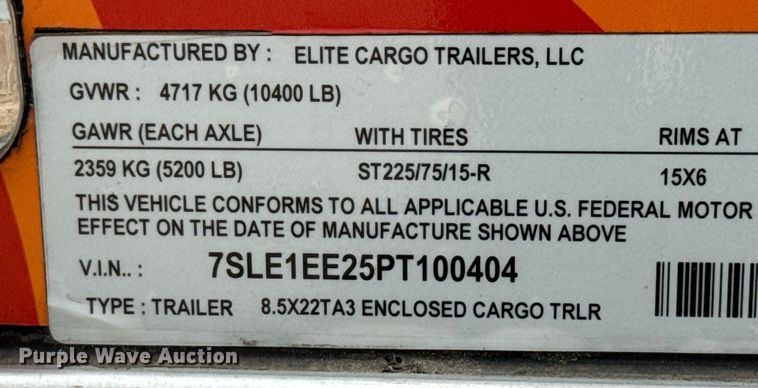 MANUFACTURED BY : ELITE CARGO TRAILERS, LLC
GVWR : 4717 KG (10400 LB)
GAWR (EACH AXLE) WITH TIRES RIMS AT
2359 KG (5200 LB) ST225/75/15-R 15X6
THIS VEHICLE CONFORMS TO ALL APPLICABLE U.S. FEDERAL MOTOR
EFFECT ON THE DATE OF MANUFACTURE SHOWN ABOVE
V.I.N.. : 7SLE1EE25PT100404
TYPE : TRAILER 8.5X22TA3 ENCLOSED CARGO TRLR
Purple Wave Auction